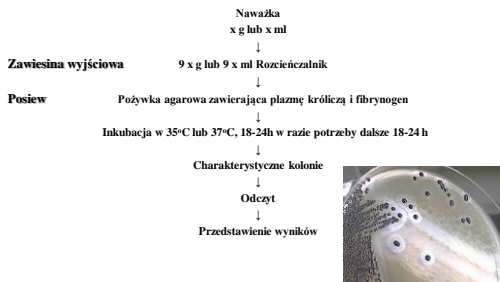 Naważka
x g lub x ml
↓
Zawiesina wyjściowa 9 x g lub 9 x ml Rozcieńczalnik
↓
Posiew Pożywka agarowa zawierająca plazmę króliczą i fibrynogen
↓
Inkubacja w 35ºC lub 37ºC, 18-24h w razie potrzeby dalsze 18-24 h
↓
Charakterystyczne kolonie
↓
Odczyt
↓
Przedstawienie wyników